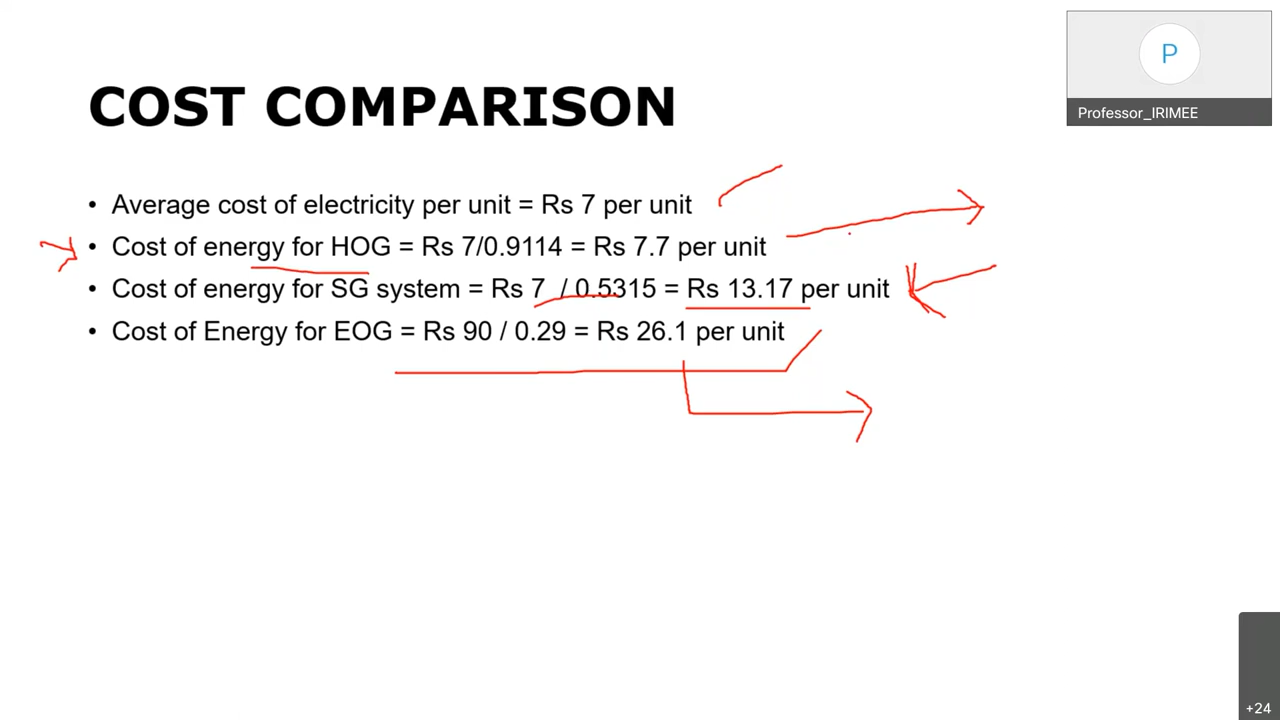 P
Professor_IRIMEE
COST COMPARISON
• Average cost of electricity per unit = Rs 7 per unit
• Cost of energy for HOG = Rs 7/0.9114 = Rs 7.7 per unit
• Cost of energy for SG system = Rs 7 / 0.5315 = Rs 13.17 per unit
• Cost of Energy for EOG = Rs 90 / 0.29 = Rs 26.1 per unit
+24